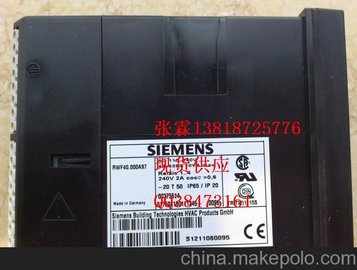 SIEMENS
张霖13818725776
RWF40.000A97
240V 2A cosφ >0,6
现货供应
-20 T 50 IP65 / IP 20
QQ:38473117
Made in Germany
Siemens Building Technologies HVAC Products GmbH
S1211060095
china.makepolo.com